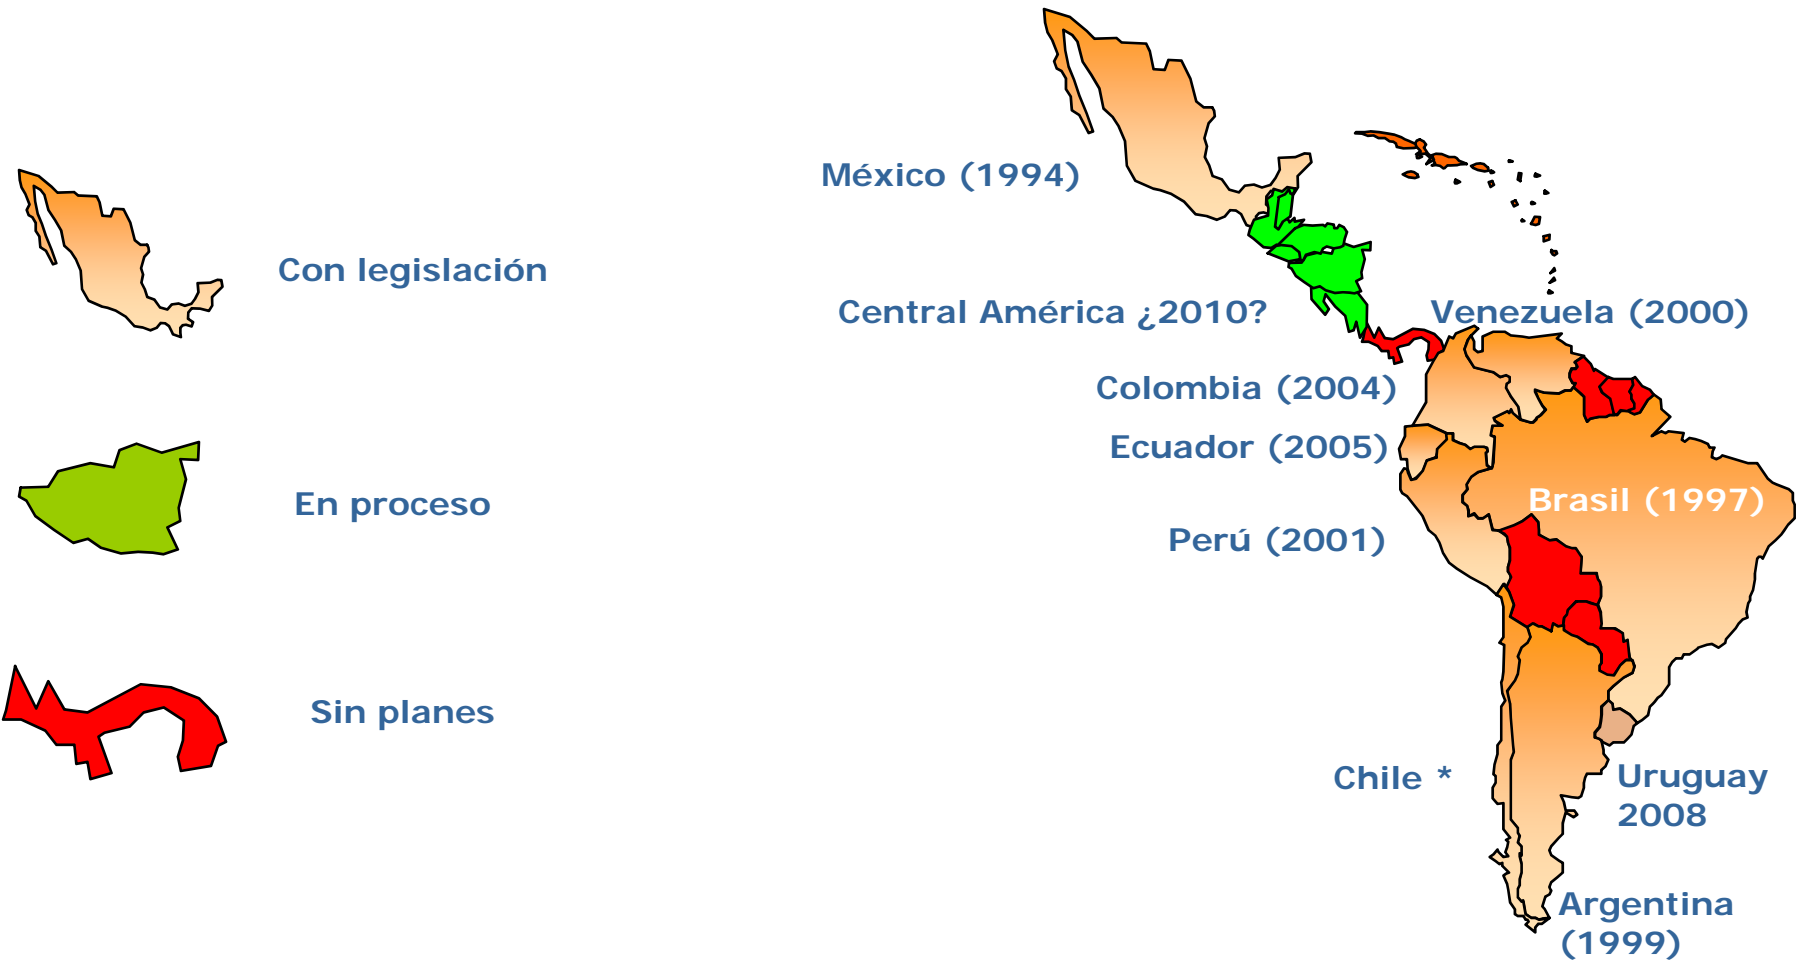 Con legislación
En proceso
Sin planes
México (1994)
Central América ¿2010?
Venezuela (2000)
Colombia (2004)
Ecuador (2005)
Brasil (1997)
Perú (2001)
Chile *
Uruguay
2008
Argentina
(1999)